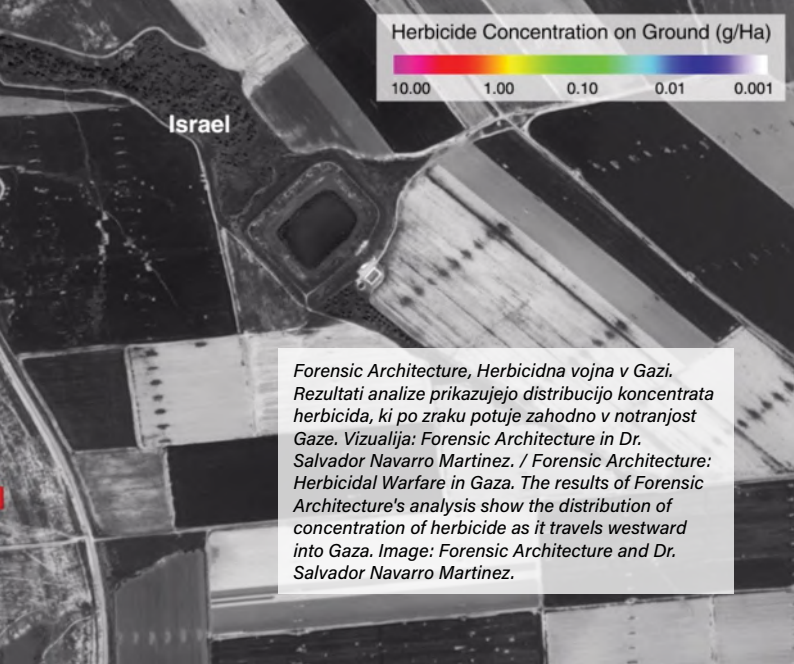 Herbicide Concentration on Ground (g/Ha)
10.00 1.00 0.10 0.01 0.001
Israel
Forensic Architecture, Herbicidna vojna v Gazi.
Rezultati analize prikazujejo distribucijo koncentrata
herbicida, ki po zraku potuje zahodno v notranjost
Gaze. Vizualija: Forensic Architecture in Dr.
Salvador Navarro Martinez. / Forensic Architecture:
Herbicidal Warfare in Gaza. The results of Forensic
Architecture's analysis show the distribution of
concentration of herbicide as it travels westward
into Gaza. Image: Forensic Architecture and Dr.
Salvador Navarro Martinez.